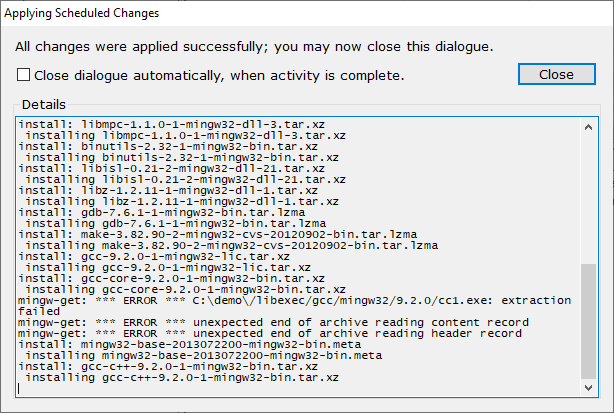 Applying Scheduled Changes
All changes were applied successfully; you may now close this dialogue.
Close dialogue automatically, when activity is complete.
Close
Details
install: libmpc-1.1.0-1-mingw32-dll-3.tar.xz
 installing libmpc-1.1.0-1-mingw32-dll-3.tar.xz
install: binutils-2.32-1-mingw32-bin.tar.xz
 installing binutils-2.32-1-mingw32-bin.tar.xz
install: libisl-0.21-2-mingw32-dll-21.tar.xz
 installing libisl-0.21-2-mingw32-dll-21.tar.xz
install: libz-1.2.11-1-mingw32-dll-1.tar.xz
 installing libz-1.2.11-1-mingw32-dll-1.tar.xz
install: gdb-7.6.1-1-mingw32-bin.tar.lzma
 installing gdb-7.6.1-1-mingw32-bin.tar.lzma
install: make-3.82.90-2-mingw32-cvs-20120902-bin.tar.lzma
 installing make-3.82.90-2-mingw32-cvs-20120902-bin.tar.lzma
install: gcc-9.2.0-1-mingw32-lic.tar.xz
 installing gcc-9.2.0-1-mingw32-lic.tar.xz
install: gcc-core-9.2.0-1-mingw32-bin.tar.xz
 installing gcc-core-9.2.0-1-mingw32-bin.tar.xz
mingw-get: *** ERROR *** C:\demo\/libexec/gcc/mingw32/9.2.0/cc1.exe: extraction
failed
mingw-get: *** ERROR *** unexpected end of archive reading content record
mingw-get: *** ERROR *** unexpected end of archive reading header record
install: mingw32-base-2013072200-mingw32-bin.meta
 installing mingw32-base-2013072200-mingw32-bin.meta
install: gcc-c++-9.2.0-1-mingw32-bin.tar.xz
 installing gcc-c++-9.2.0-1-mingw32-bin.tar.xz